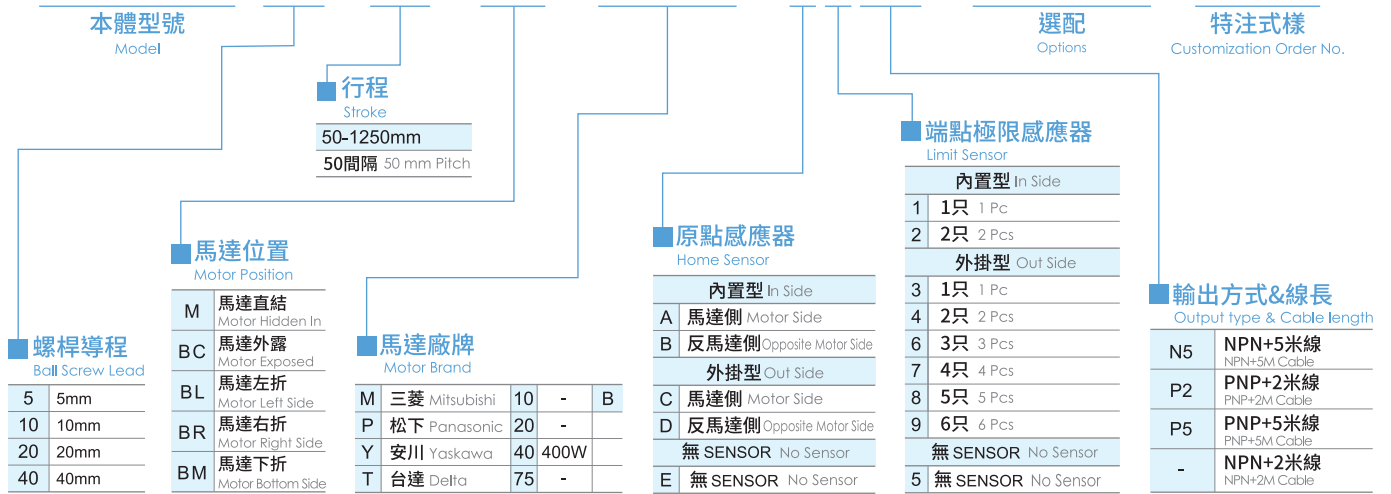 本體型號
Model
選配
Options
特注式樣
Customization Order No.
行程
Stroke
50-1250mm
50間隔 50 mm Pitch
端點極限感應器
Limit Sensor
內置型 In Side
1 1只 1 Pc
2 2只 2 Pcs
外掛型 Out Side
3 1只 1 Pc
4 2只 2 Pcs
6 3只 3 Pcs
7 4只 4 Pcs
8 5只 5 Pcs
9 6只 6 Pcs
無 SENSOR No Sensor
5 無 SENSOR No Sensor
馬達位置
Motor Position
M 馬達直結
Motor Hidden In
BC 馬達外露
Motor Exposed
BL 馬達左折
Motor Left Side
BR 馬達右折
Motor Right Side
BM 馬達下折
Motor Bottom Side
原點感應器
Home Sensor
內置型 In Side
A 馬達側 Motor Side
B 反馬達側 Opposite Motor Side
外掛型 Out Side
C 馬達側 Motor Side
D 反馬達側 Opposite Motor Side
無 SENSOR No Sensor
E 無 SENSOR No Sensor
輸出方式&線長
Output type & Cable length
N5 NPN+5米線
NPN+5M Cable
P2 PNP+2米線
PNP+2M Cable
P5 PNP+5米線
PNP+5M Cable
- NPN+2米線
NPN+2M Cable
螺桿導程
Ball Screw Lead
5 5mm
10 10mm
20 20mm
40 40mm
馬達廠牌
Motor Brand
M 三菱 Mitsubishi 10 - B
P 松下 Panasonic 20 -
Y 安川 Yaskawa 40 400W
T 台達 Delta 75 -